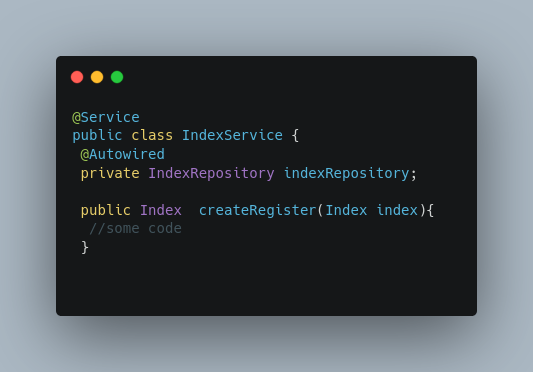 @Service
public class IndexService {
@Autowired
private IndexRepository indexRepository;
public Index  createRegister(Index index){
//some code
}